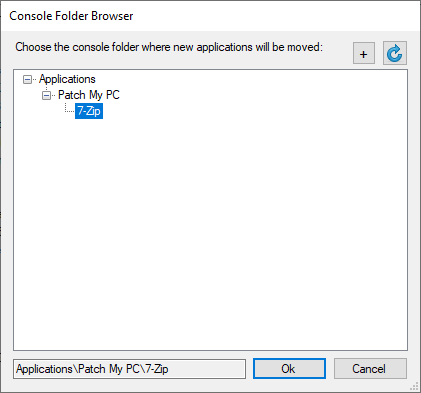 Console Folder Browser
Choose the console folder where new applications will be moved:
+
Applications
Patch My PC
7-Zip
Applications\Patch My PC\7-Zip
Ok
Cancel